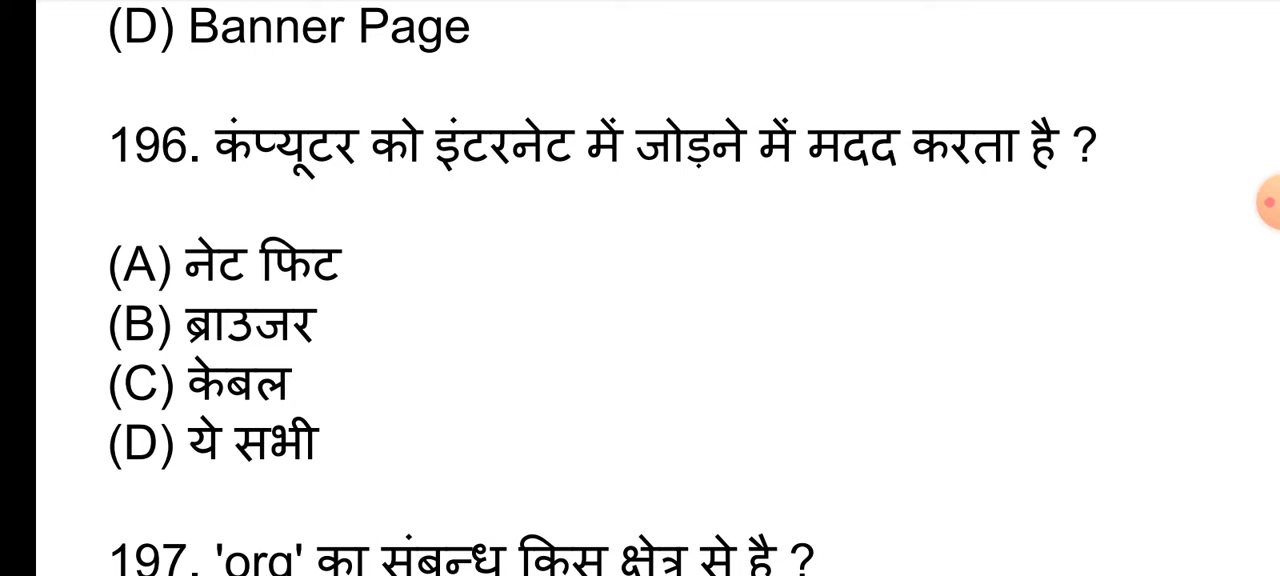 (D) Banner Page
196. कंप्यूटर को इंटरनेट में जोड़ने में मदद करता है ?
(A) नेट फिट
(B) ब्राउजर
(C) केबल
(D) ये सभी
197. 'org' का संबन्ध किस क्षेत्र से है ?